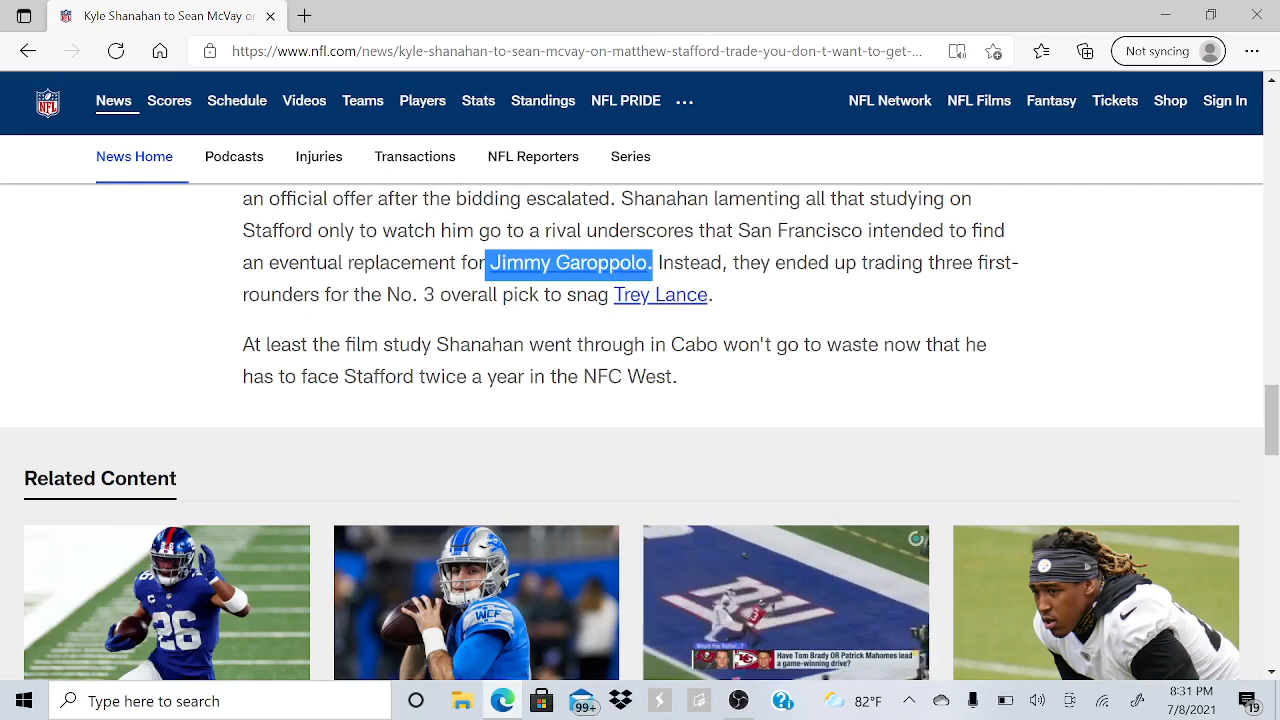 Kyle Shanahan to Sean McVay or
https://www.nfl.com/news/kyle-shanahan-to-sean-mcvay-on-matthew-stafford-trade-you-don-t-want-to-get-...
Not syncing
NFL
News Scores Schedule Videos Teams Players Stats Standings NFL PRIDE ...
NFL Network NFL Films Fantasy Tickets Shop Sign In
News Home Podcasts Injuries Transactions NFL Reporters Series
an official offer after the bidding escalated. Shanahan lamenting all that studying on
Stafford only to watch him go to a rival underscores that San Francisco intended to find
an eventual replacement for Jimmy Garoppolo. Instead, they ended up trading three first-
rounders for the No. 3 overall pick to snag Trey Lance.
At least the film study Shanahan went through in Cabo won't go to waste now that he
has to face Stafford twice a year in the NFC West.
Related Content
26
C
WCF
Would You Rather...?
Have Tom Brady OR Patrick Mahomes lead
a game-winning drive?
Type here to search
99+
82°F
8:31 PM
7/8/2021
19